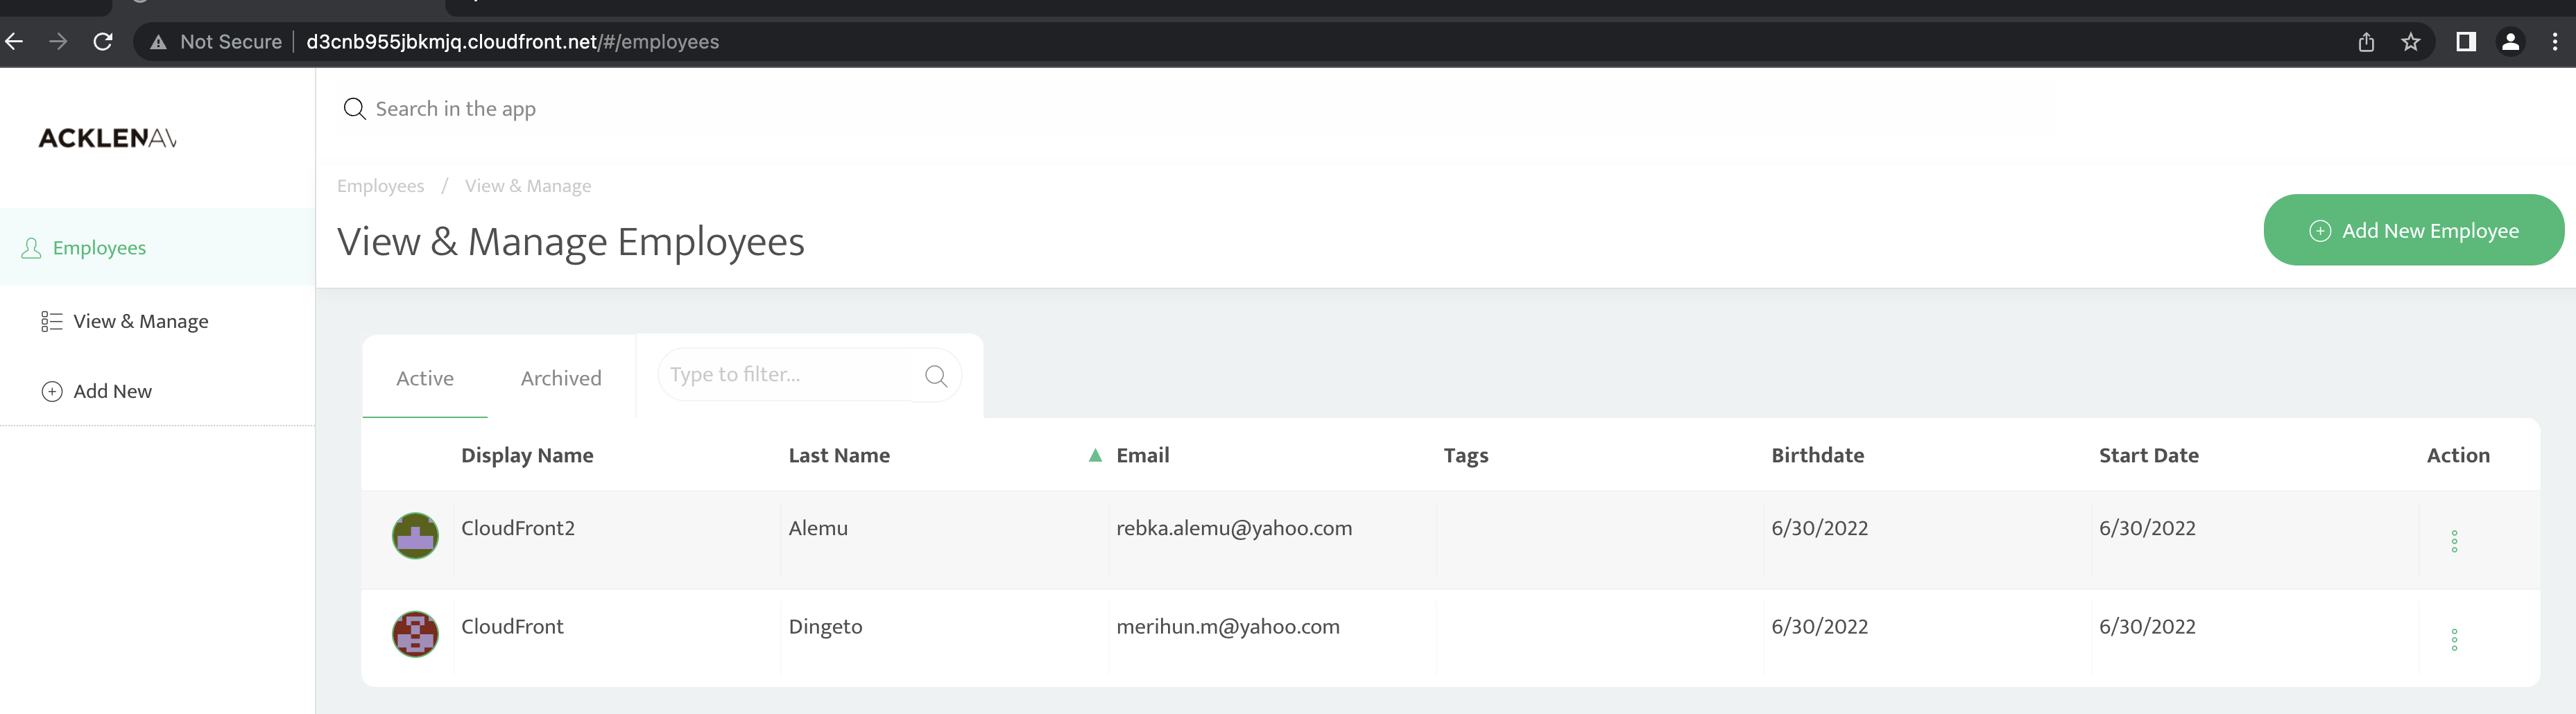 Not Secure | d3cnb955jbkmjq.cloudfront.net/#/employees
ACKLENAV
Search in the app
Employees / View & Manage
View & Manage Employees
Add New Employee
Employees
View & Manage
Add New
Active Archived Type to filter...
Display Name Last Name ▲ Email Tags Birthdate Start Date Action
CloudFront2 Alemu rebka.alemu@yahoo.com 6/30/2022 6/30/2022
CloudFront Dingeto merihun.m@yahoo.com 6/30/2022 6/30/2022